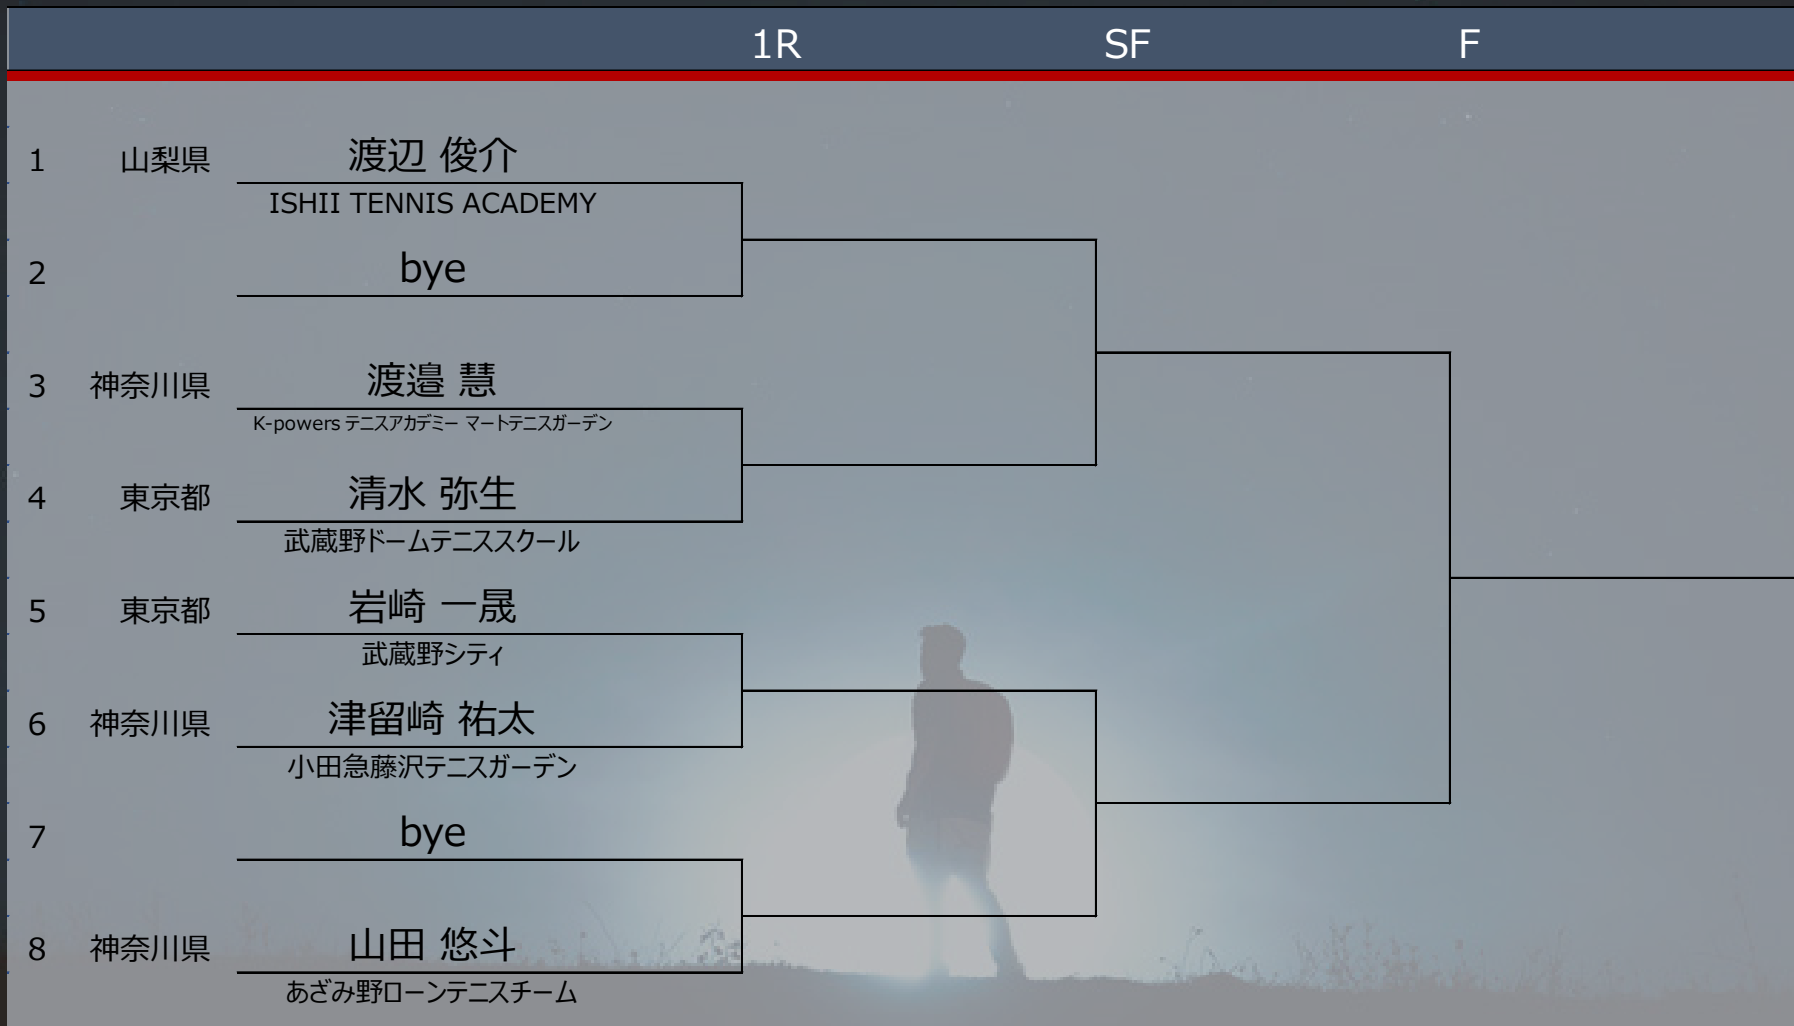 1R SF F
1 山梨県 渡辺 俊介
ISHII TENNIS ACADEMY
2 bye
3 神奈川県 渡邉 慧
K-powers テニスアカデミー マートテニスガーデン
4 東京都 清水 弥生
武蔵野ドームテニススクール
5 東京都 岩崎 一晟
武蔵野シティ
6 神奈川県 津留崎 祐太
小田急藤沢テニスガーデン
7 bye
8 神奈川県 山田 悠斗
あざみ野ローンテニスチーム